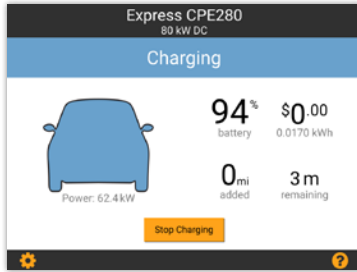 Express CPE280
80 kW DC
Charging
94% $0.00
battery 0.0170 kWh
0mi 3 m
added remaining
Power: 62.4kW
Stop Charging
?